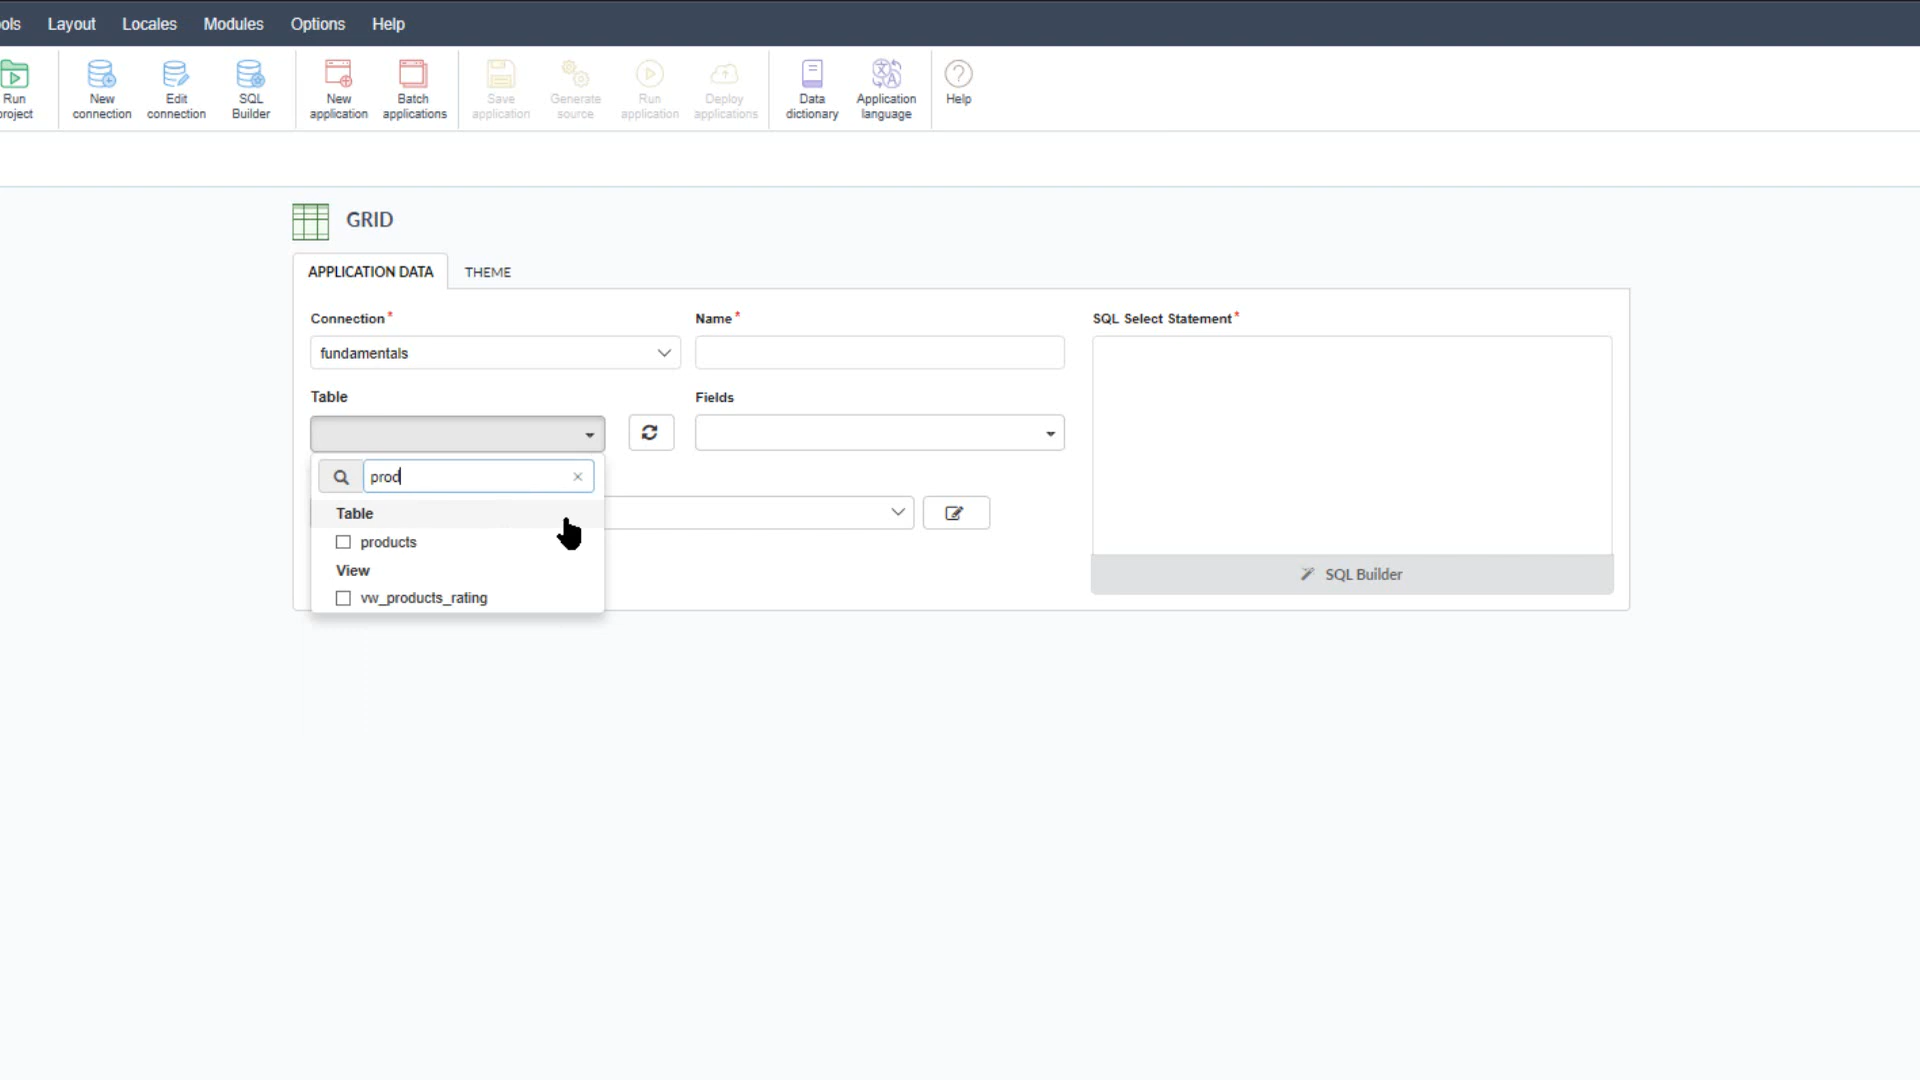 ols Layout Locales Modules Options Help
Run
project
New
connection
Edit
connection
SQL
Builder
New
application
Batch
applications
Save
application
Generate
source
Run
application
Deploy
applications
Data
dictionary
Application
language
Help
GRID
APPLICATION DATA THEME
Connection* Name* SQL Select Statement*
fundamentals
Table Fields
prod
Table
products
View
vw_products_rating
SQL Builder